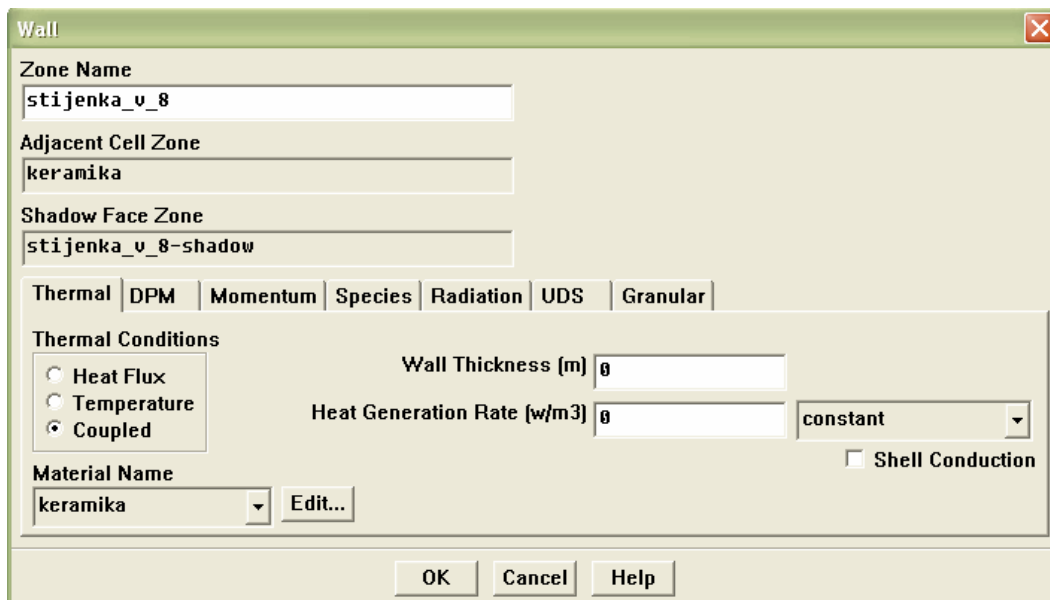 Wall
Zone Name
stijenka_v_8
Adjacent Cell Zone
keramika
Shadow Face Zone
stijenka_v_8-shadow
Thermal DPM Momentum Species Radiation UDS Granular
Thermal Conditions
Heat Flux
Temperature
Coupled
Wall Thickness (m) 0
Heat Generation Rate (w/m3) 0 constant
Shell Conduction
Material Name
keramika Edit...
OK Cancel Help